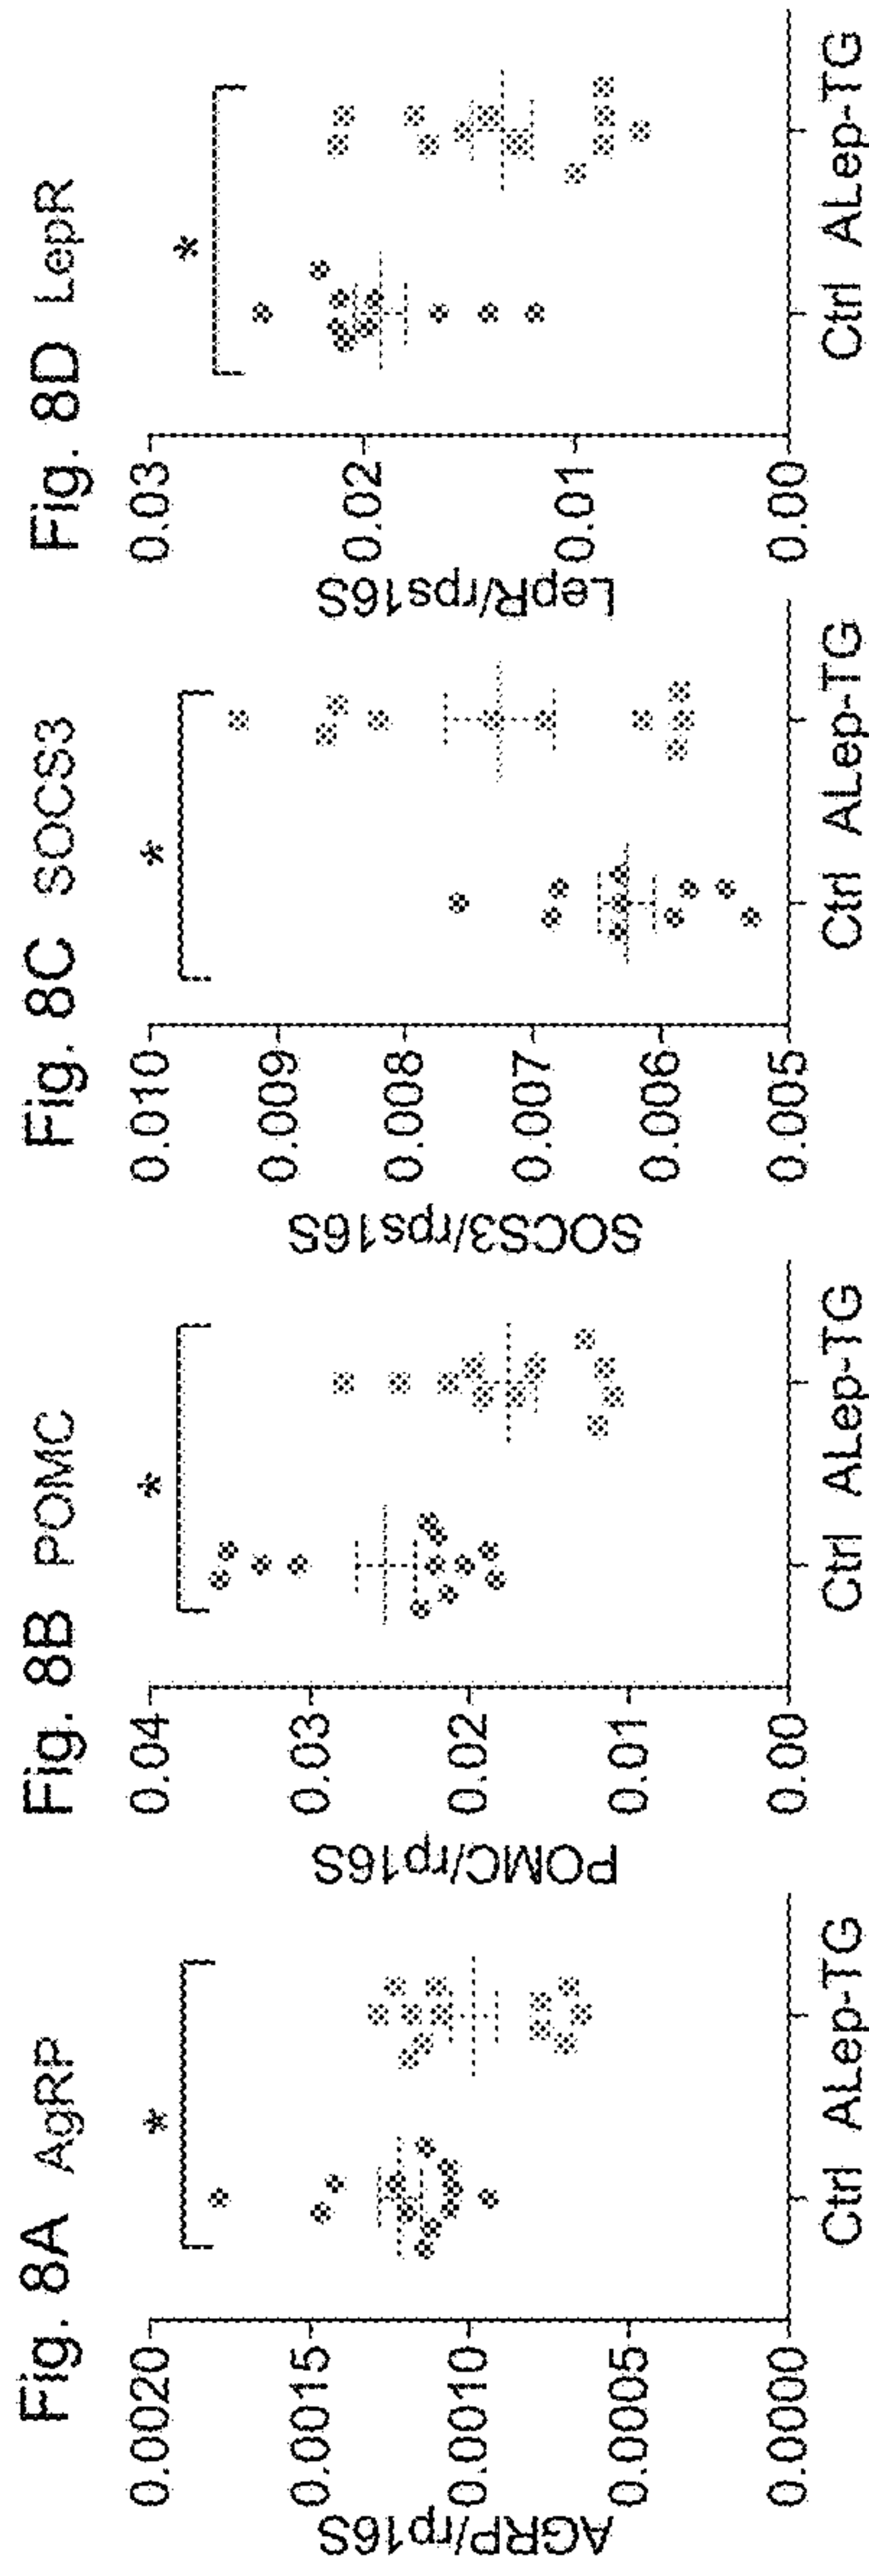 Fig. 8A AgRP
*
AGRP/rp16S
0.0020
0.0015
0.0010
0.0005
0.0000
Ctrl ALep-TG
Fig. 8B POMC
*
POMC/rp16S
0.04
0.03
0.02
0.01
0.00
Ctrl ALep-TG
Fig. 8C SOCS3
*
SOCS3/rps16S
0.010
0.009
0.008
0.007
0.006
0.005
Ctrl ALep-TG
Fig. 8D LepR
*
LepR/rps16S
0.03
0.02
0.01
0.00
Ctrl ALep-TG